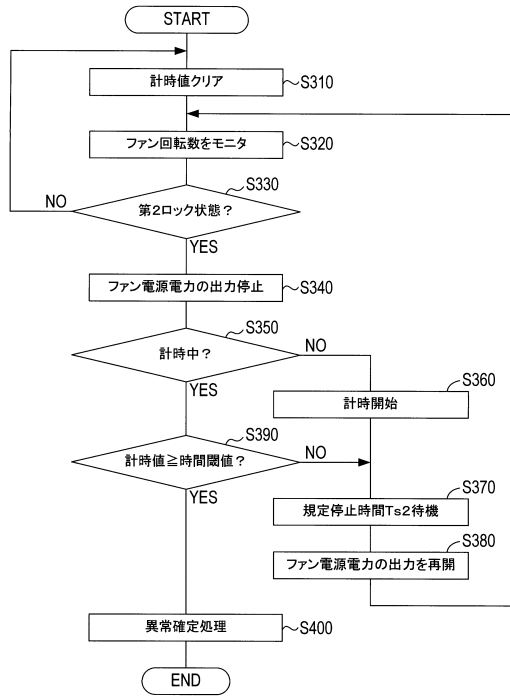 START
計時値クリア
S310
ファン回転数をモニタ
S320
S330
NO
第2ロック状態?
YES
ファン電源電力の出力停止
S340
S350
計時中?
NO
YES
S360
計時開始
S390
計時値≧時間閾値?
NO
YES
S370
規定停止時間Ts2待機
S380
ファン電源電力の出力を再開
異常確定処理
S400
END